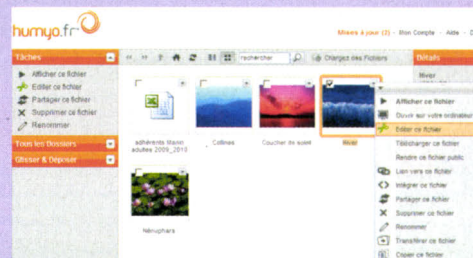 humyo.fr
Mises à jour (2) - Mon Compte - Aide -
Tâches
rechercher
Chargez des Fichiers
Détails
Afficher ce fichier
Editer ce fichier
Partager ce fichier
Supprimer ce fichier
Renommer
Tous les Dossiers
Glisser & Déposer
adhérents
adultes 2009_2010
Collines
Coucher de soleil
Hiver
Nénuphars
Hiver
Afficher ce fichier
Ouvrir sur votre ordinateur
Editer ce fichier
Télécharger ce fichier
Rendre ce fichier public
Lien vers ce fichier
Intégrer ce fichier
Partager ce fichier
Supprimer ce fichier
Renommer
Transférer ce fichier
Copier ce fichier